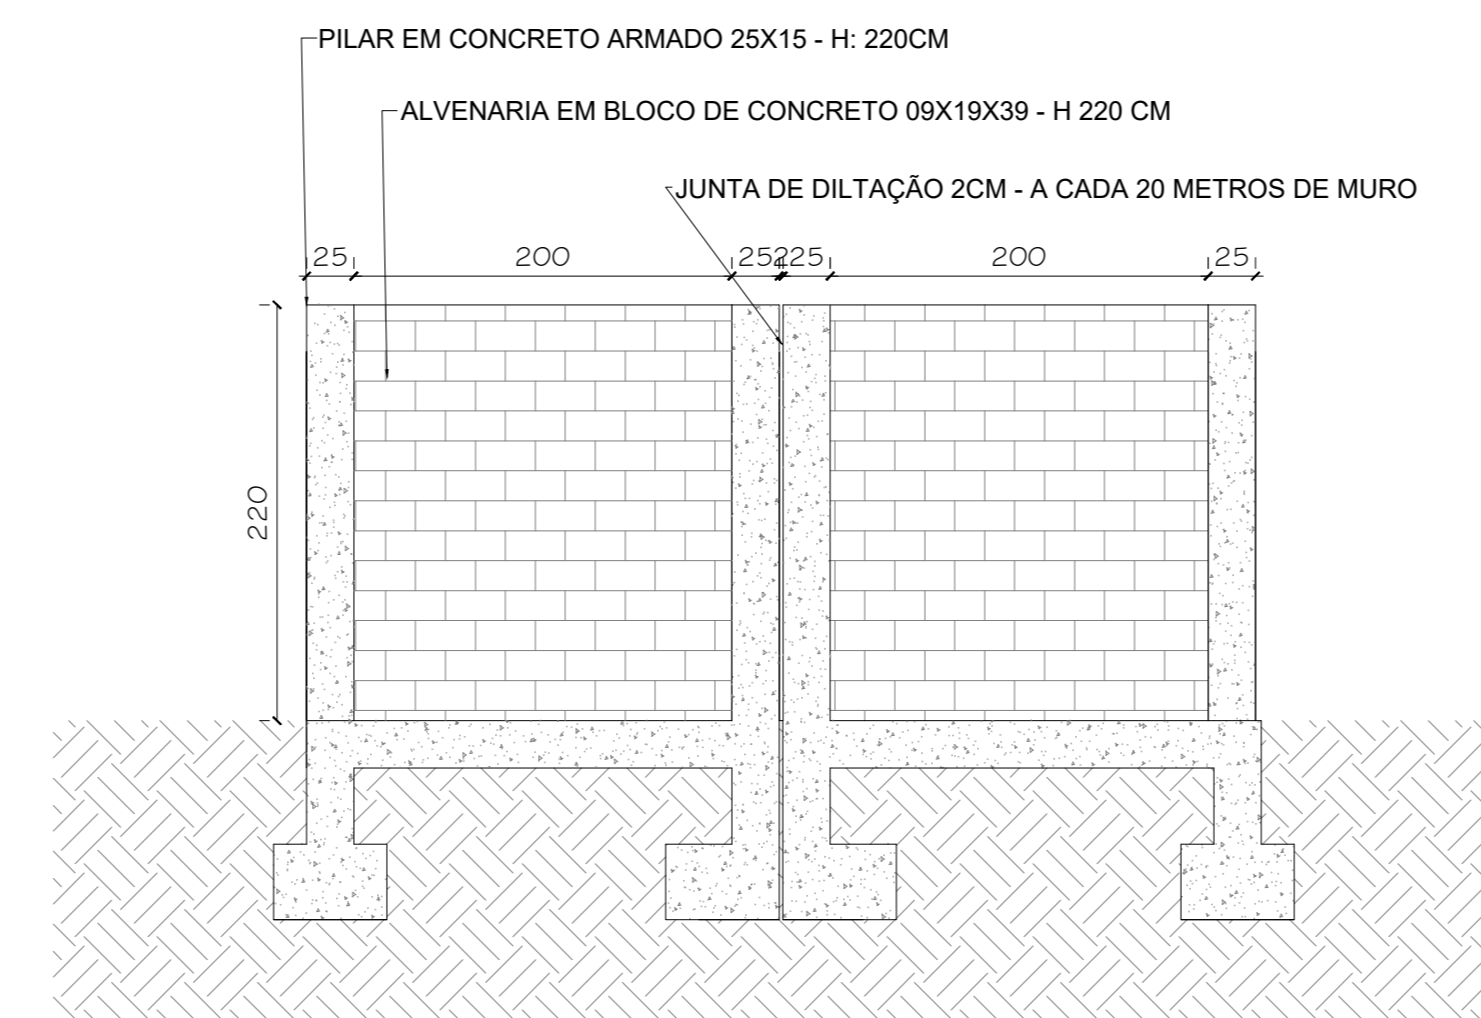 PILAR EM CONCRETO ARMADO 25X15 - H: 220CM
ALVENARIA EM BLOCO DE CONCRETO 09X19X39 - H 220 CM
JUNTA DE DILTAÇÃO 2CM - A CADA 20 METROS DE MURO
25 200 25 2 25 200 25
220